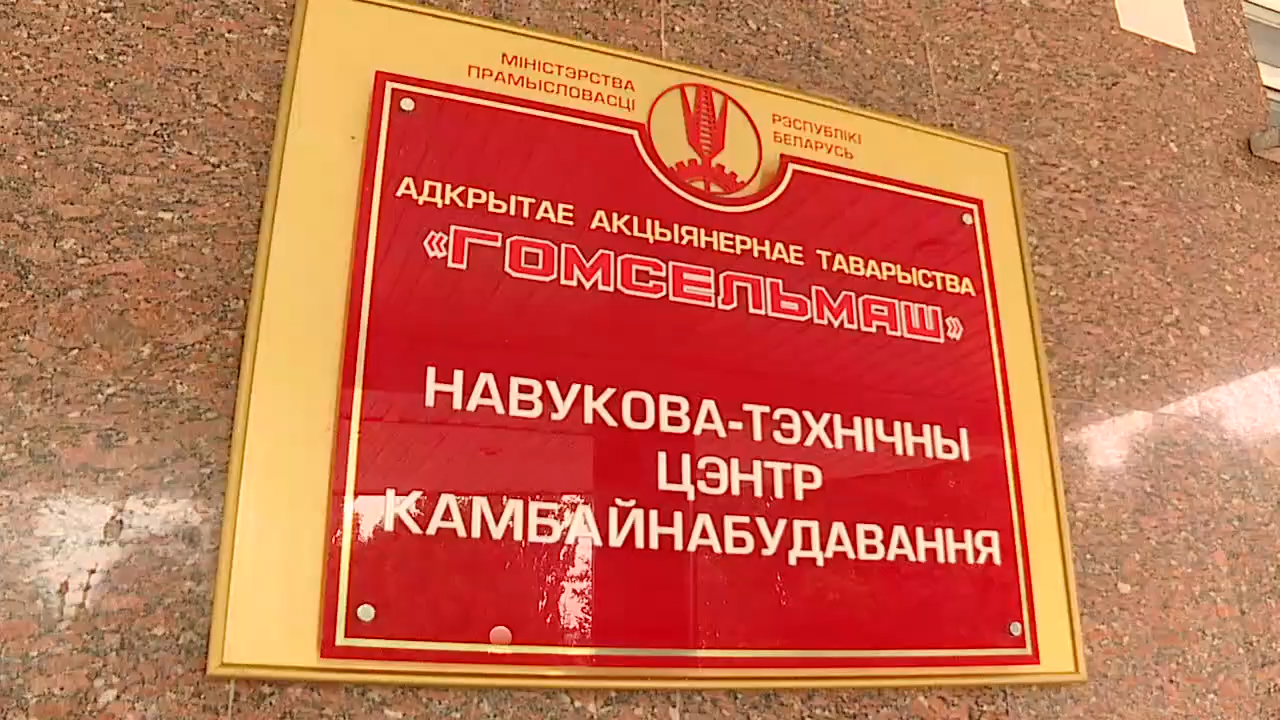 МІНІСТЭРСТВА
ПРАМЫСЛОВАСЦІ
РЭСПУБЛІКІ
БЕЛАРУСЬ
АДКРЫТАЕ АКЦЫЯНЕРНАЕ ТАВАРЫСТВА
«ГОМСЕЛЬМАШ»
НАВУКОВА-ТЭХНІЧНЫ
ЦЭНТР
КАМБАЙНАБУДАВАННЯ